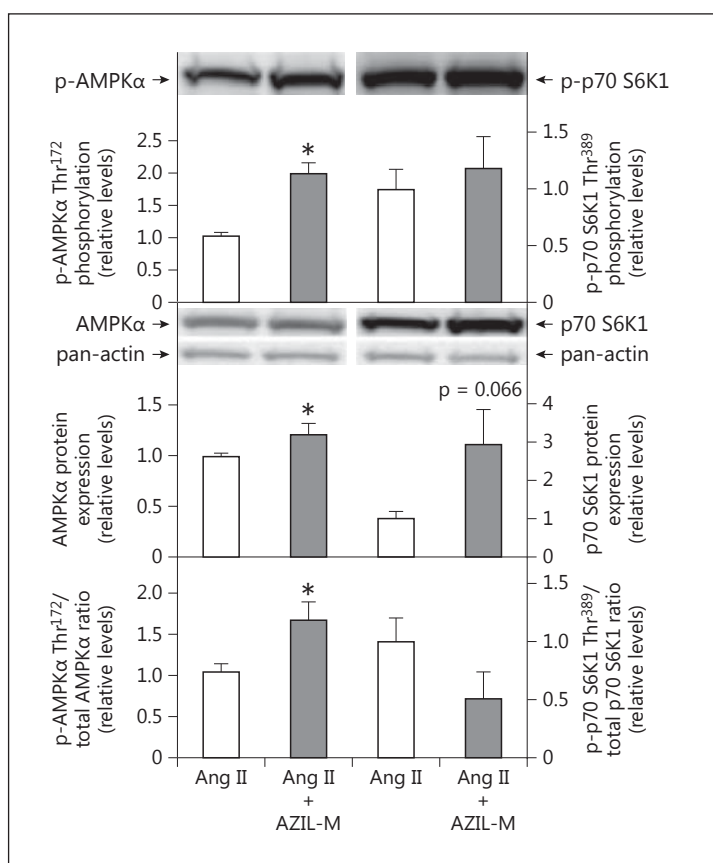 p-AMPKα → ← p-p70 S6K1
p-AMPKα Thr¹⁷²
phosphorylation
(relative levels)
2.5
2.0
1.5
1.0
0.5
0
*
1.5
1.0
0.5
0
p-p70 S6K1 Thr³⁸⁹
phosphorylation
(relative levels)
AMPKα → ← p70 S6K1
pan-actin → ← pan-actin
AMPKα protein
expression
(relative levels)
1.5
1.0
0.5
0
*
p = 0.066
4
3
2
1
0
p70 S6K1 protein
expression
(relative levels)
p-AMPKα Thr¹⁷²/
total AMPKα ratio
(relative levels)
2.0
1.5
1.0
0.5
0
*
1.5
1.0
0.5
0
p-p70 S6K1 Thr³⁸⁹/
total p70 S6K1 ratio
(relative levels)
Ang II Ang II Ang II Ang II
+ +
AZIL-M AZIL-M